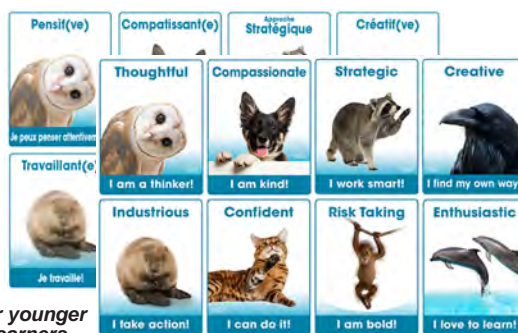 Pensif(ve)
Compatissant(e)
Approche
Stratégique
Créatif(ve)
Je peux penser
Travaillant(e
Je travaille!
Thoughtful
I am a thinker!
Compassionate
I am kind!
Strategic
I work smart!
Creative
I find my own way
Industrious
I take action!
Confident
I can do it!
Risk Taking
I am bold!
Enthusiastic
I love to learn!
younger